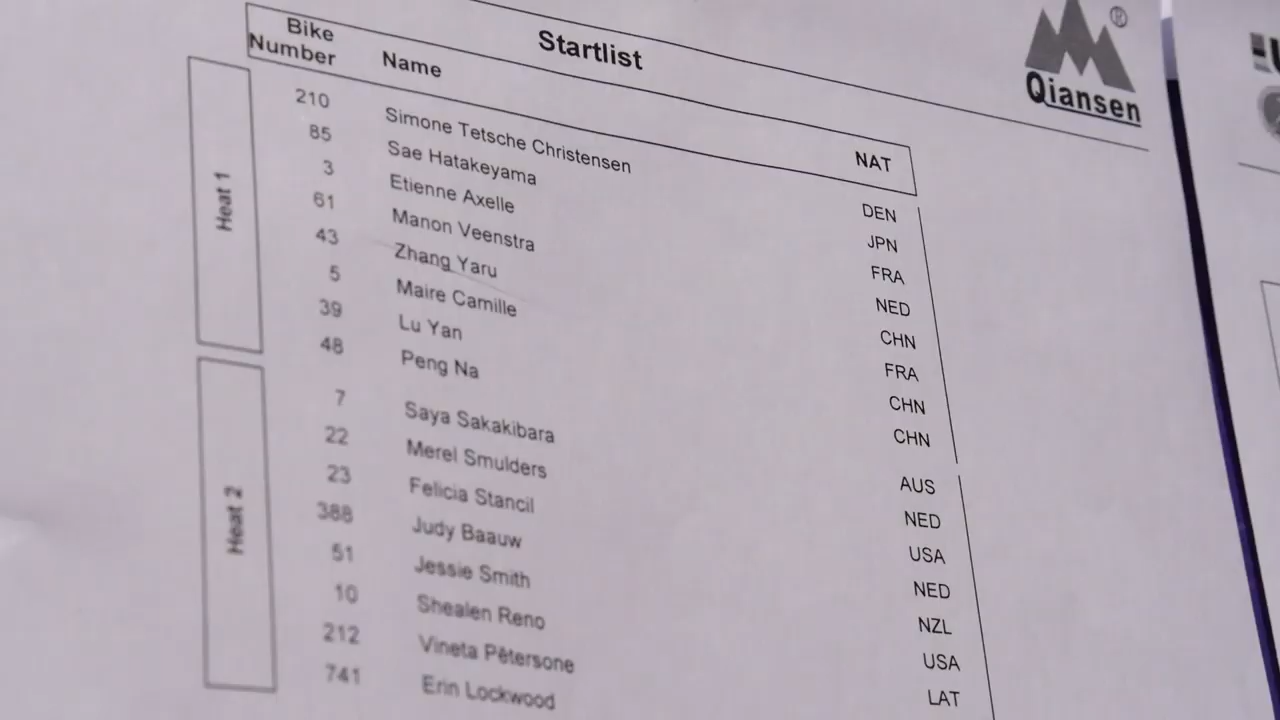 Startlist
® Qiansen
Bike Number Name NAT
Heat 1
210 Simone Tetsche Christensen DEN
85 Sae Hatakeyama JPN
3 Etienne Axelle FRA
61 Manon Veenstra NED
43 Zhang Yaru CHN
5 Maire Camille FRA
39 Lu Yan CHN
48 Peng Na CHN
Heat 2
7 Saya Sakakibara AUS
22 Merel Smulders NED
23 Felicia Stancil USA
388 Judy Baauw NED
51 Jessie Smith NZL
10 Shealen Reno USA
212 Vineta Pētersone LAT
741 Erin Lockwood